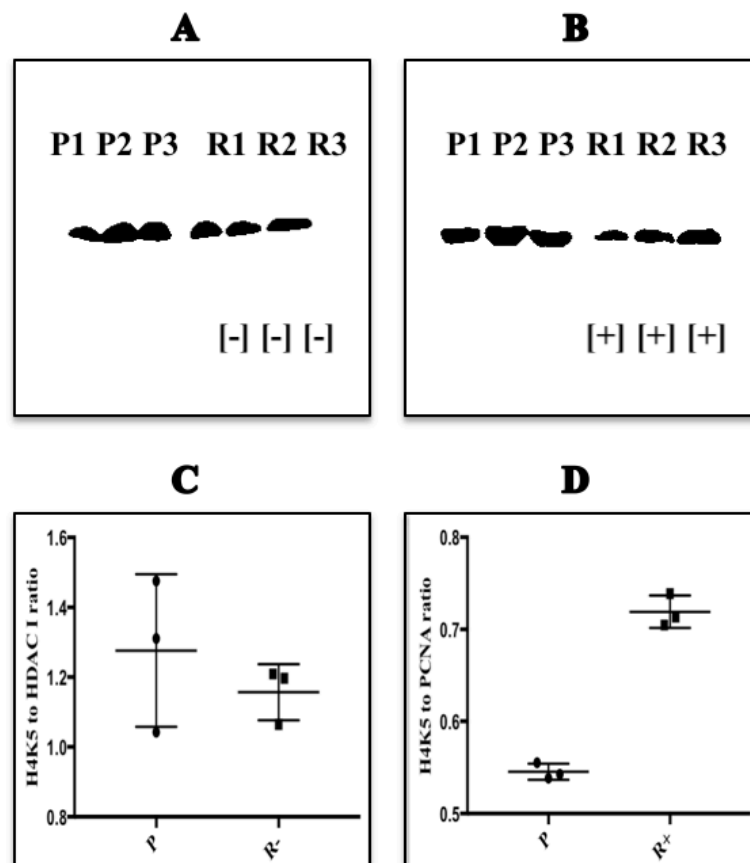 A
P1 P2 P3 R1 R2 R3
[-] [-] [-]
B
P1 P2 P3 R1 R2 R3
[+] [+] [+]
C
H4K5 to HDAC I ratio
1.6
1.4
1.2
1.0
0.8
P R-
D
H4K5 to PCNA ratio
0.8
0.7
0.6
0.5
P R+